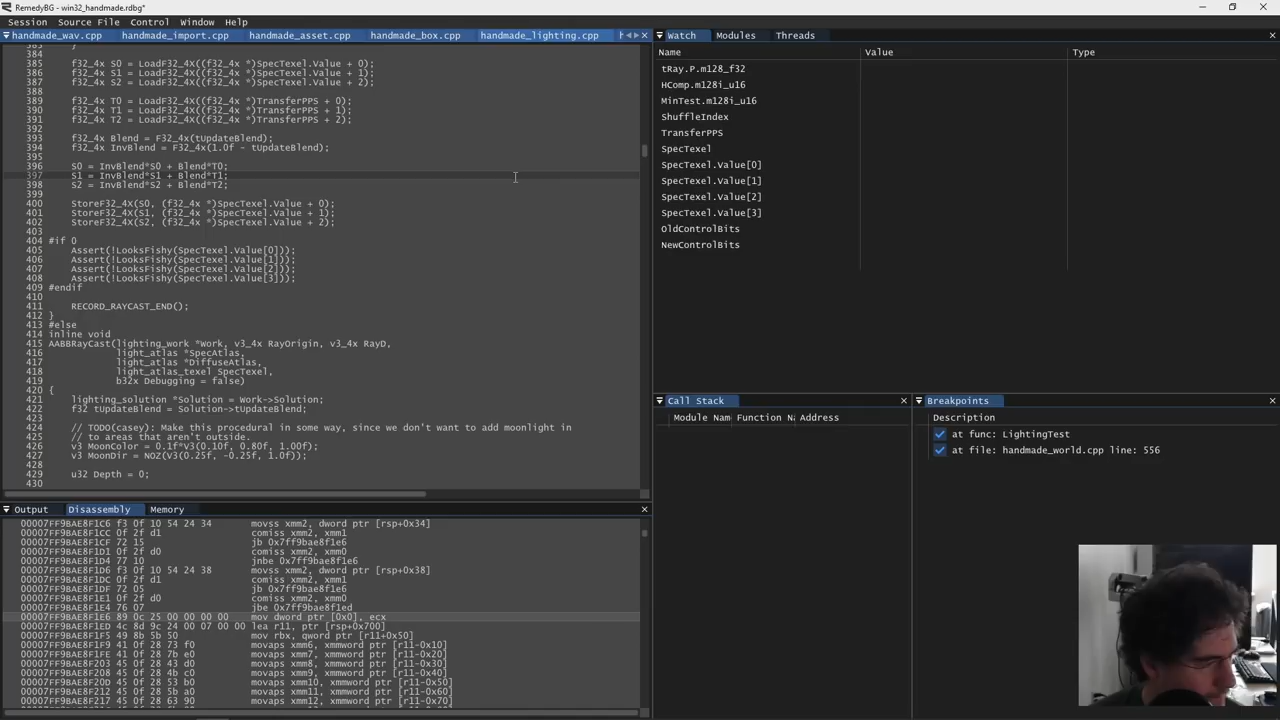 RemedyBG - win32_handmade.rdbg*
Session Source File Control Window Help
handmade_wav.cpp handmade_import.cpp handmade_asset.cpp handmade_box.cpp handmade_lighting.cpp
383 }
384
385 f32_4x S0 = LoadF32_4X((f32_4x *)SpecTexel.Value + 0);
386 f32_4x S1 = LoadF32_4X((f32_4x *)SpecTexel.Value + 1);
387 f32_4x S2 = LoadF32_4X((f32_4x *)SpecTexel.Value + 2);
388
389 f32_4x T0 = LoadF32_4X((f32_4x *)TransferPPS + 0);
390 f32_4x T1 = LoadF32_4X((f32_4x *)TransferPPS + 1);
391 f32_4x T2 = LoadF32_4X((f32_4x *)TransferPPS + 2);
392
393 f32_4x Blend = F32_4x(tUpdateBlend);
394 f32_4x InvBlend = F32_4x(1.0f - tUpdateBlend);
395
396 S0 = InvBlend*S0 + Blend*T0;
397 S1 = InvBlend*S1 + Blend*T1;
398 S2 = InvBlend*S2 + Blend*T2;
399
400 StoreF32_4X(S0, (f32_4x *)SpecTexel.Value + 0);
401 StoreF32_4X(S1, (f32_4x *)SpecTexel.Value + 1);
402 StoreF32_4X(S2, (f32_4x *)SpecTexel.Value + 2);
403
404 #if 0
405 Assert(!LooksFishy(SpecTexel.Value[0]));
406 Assert(!LooksFishy(SpecTexel.Value[1]));
407 Assert(!LooksFishy(SpecTexel.Value[2]));
408 Assert(!LooksFishy(SpecTexel.Value[3]));
409 #endif
410
411 RECORD_RAYCAST_END();
412 }
413 #else
414 inline void
415 AABBRayCast(lighting_work *Work, v3_4x RayOrigin, v3_4x RayD,
416 light_atlas *SpecAtlas,
417 light_atlas *DiffuseAtlas,
418 light_atlas_texel SpecTexel,
419 b32x Debugging = false)
420 {
421 lighting_solution *Solution = Work->Solution;
422 f32 tUpdateBlend = Solution->tUpdateBlend;
423
424 // TODO(casey): Make this procedural in some way, since we don't want to add moonlight in
425 // to areas that aren't outside.
426 v3 MoonColor = 0.1f*V3(0.10f, 0.80f, 1.00f);
427 v3 MoonDir = NOZ(V3(0.25f, -0.25f, 1.0f));
428
429 u32 Depth = 0;
430
Output Disassembly Memory
00007FF9BAE8F1C6 f3 0f 10 54 24 34 movss xmm2, dword ptr [rsp+0x34]
00007FF9BAE8F1CC 0f 2f d1 comiss xmm2, xmm1
00007FF9BAE8F1CF 72 15 jb 0x7ff9bae8f1e6
00007FF9BAE8F1D1 0f 2f d0 comiss xmm2, xmm0
00007FF9BAE8F1D4 77 10 jnbe 0x7ff9bae8f1e6
00007FF9BAE8F1D6 f3 0f 10 54 24 38 movss xmm2, dword ptr [rsp+0x38]
00007FF9BAE8F1DC 0f 2f d1 comiss xmm2, xmm1
00007FF9BAE8F1DF 72 05 jb 0x7ff9bae8f1e6
00007FF9BAE8F1E1 0f 2f d0 comiss xmm2, xmm0
00007FF9BAE8F1E4 76 07 jbe 0x7ff9bae8f1ed
00007FF9BAE8F1E6 89 0c 25 00 00 00 00 mov dword ptr [0x0], ecx
00007FF9BAE8F1ED 4c 8d 9c 24 00 07 00 00 lea r11, ptr [rsp+0x700]
00007FF9BAE8F1F5 49 8b 5b 50 mov rbx, qword ptr [r11+0x50]
00007FF9BAE8F1F9 41 0f 28 73 f0 movaps xmm6, xmmword ptr [r11-0x10]
00007FF9BAE8F1FE 41 0f 28 7b e0 movaps xmm7, xmmword ptr [r11-0x20]
00007FF9BAE8F203 45 0f 28 43 d0 movaps xmm8, xmmword ptr [r11-0x30]
00007FF9BAE8F208 45 0f 28 4b c0 movaps xmm9, xmmword ptr [r11-0x40]
00007FF9BAE8F20D 45 0f 28 53 b0 movaps xmm10, xmmword ptr [r11-0x50]
00007FF9BAE8F212 45 0f 28 5b a0 movaps xmm11, xmmword ptr [r11-0x60]
00007FF9BAE8F217 45 0f 28 63 90 movaps xmm12, xmmword ptr [r11-0x70]
Watch Modules Threads
Name Value Type
tRay.P.m128_f32
HComp.m128i_u16
MinTest.m128i_u16
ShuffleIndex
TransferPPS
SpecTexel
SpecTexel.Value[0]
SpecTexel.Value[1]
SpecTexel.Value[2]
SpecTexel.Value[3]
OldControlBits
NewControlBits
Call Stack
Module Nam Function Na Address
Breakpoints
Description
at func: LightingTest
at file: handmade_world.cpp line: 556